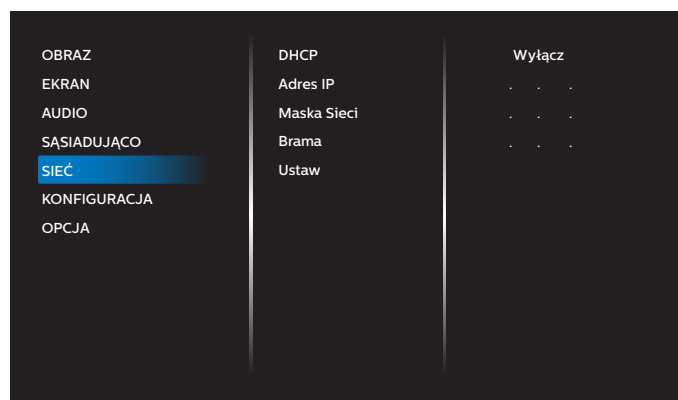 OBRAZ
EKRAN
AUDIO
SĄSIADUJĄCO
SIEĆ
KONFIGURACJA
OPCJA
DHCP Wyłącz
Adres IP . . .
Maska Sieci . . .
Brama . . .
Ustaw